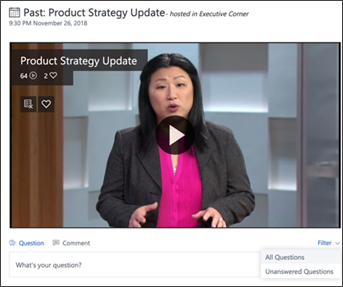 Past: Product Strategy Update - hosted in Executive Corner
9:30 PM November 26, 2018
Product Strategy Update
64 2
Question Comment Filter
All Questions
What's your question?
Unanswered Questions